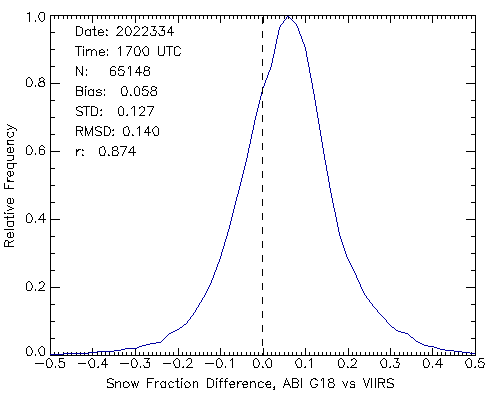 Date: 2022334
Time: 1700 UTC
N: 65148
Bias: 0.058
STD: 0.127
RMSD: 0.140
r: 0.874
Relative Frequency
1.0
0.8
0.6
0.4
0.2
0.0
-0.5 -0.4 -0.3 -0.2 -0.1 0.0 0.1 0.2 0.3 0.4 0.5
Snow Fraction Difference, ABI G18 vs VIIRS